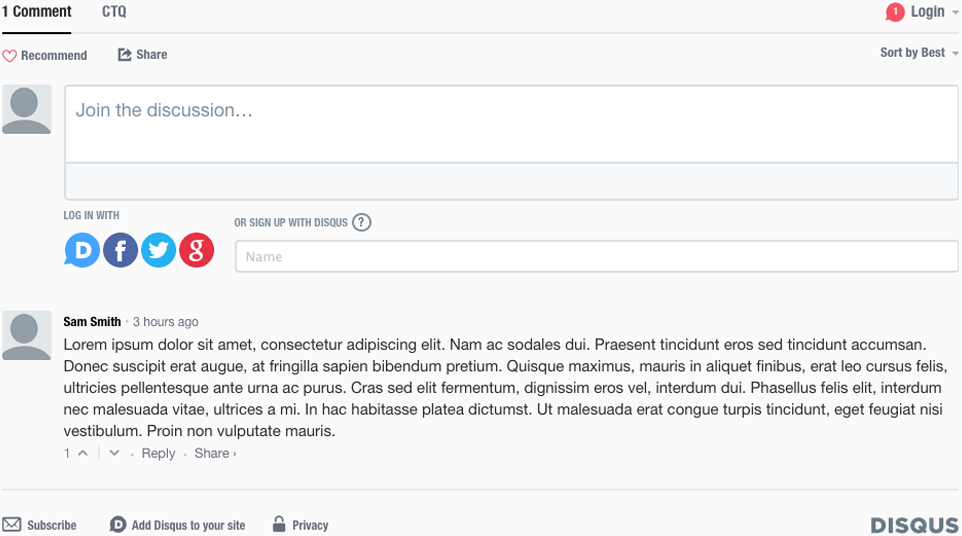 1 Comment CTQ 1 Login
Recommend Share Sort by Best
Join the discussion…
LOG IN WITH
OR SIGN UP WITH DISQUS ?
D f g
Name
Sam Smith · 3 hours ago
Lorem ipsum dolor sit amet, consectetur adipiscing elit. Nam ac sodales dui. Praesent tincidunt eros sed tincidunt accumsan.
Donec suscipit erat augue, at fringilla sapien bibendum pretium. Quisque maximus, mauris in aliquet finibus, erat leo cursus felis,
ultricies pellentesque ante urna ac purus. Cras sed elit fermentum, dignissim eros vel, interdum dui. Phasellus felis elit, interdum
nec malesuada vitae, ultrices a mi. In hac habitasse platea dictumst. Ut malesuada erat congue turpis tincidunt, eget feugiat nisi
vestibulum. Proin non vulputate mauris.
1 · Reply · Share ›
Subscribe D Add Disqus to your site Privacy DISQUS